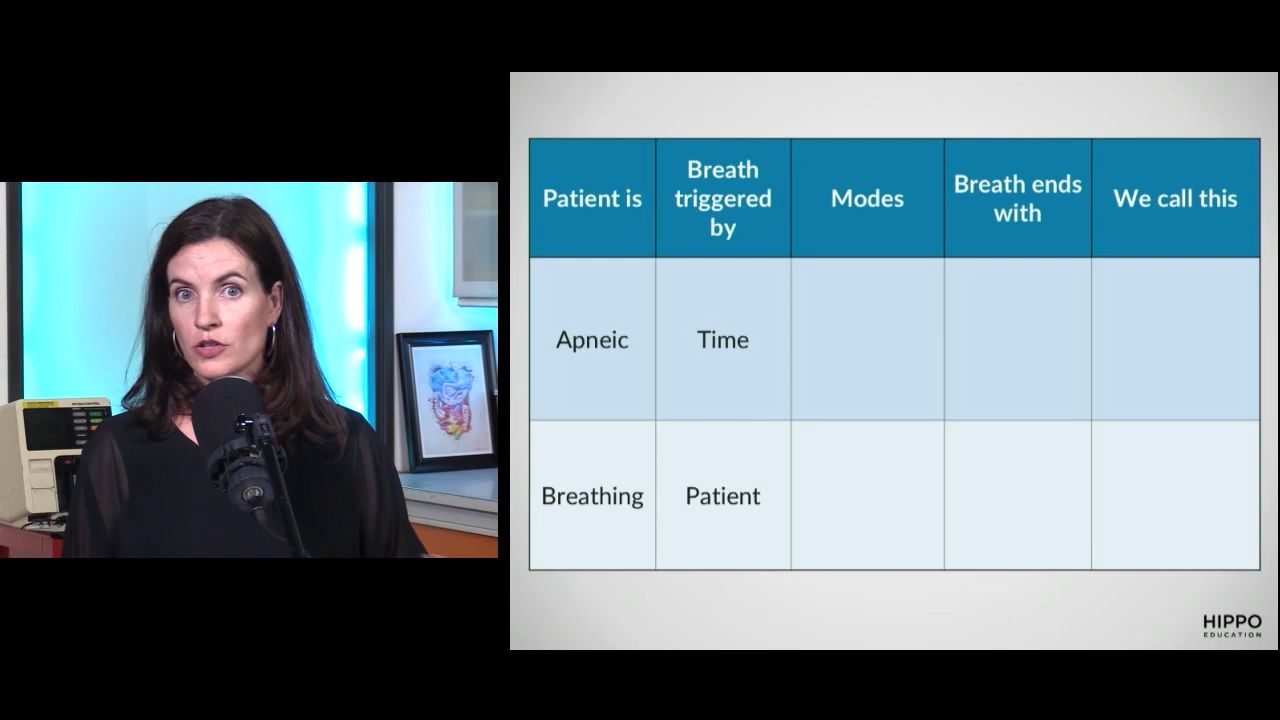 Patient is
Breath
triggered
by
Modes
Breath ends
with
We call this
Apneic
Time
Breathing
Patient
HIPPO
EDUCATION